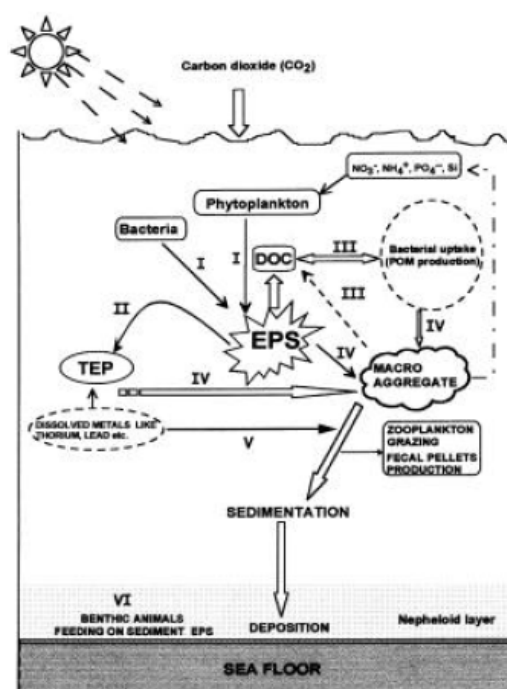 Carbon dioxide (CO2)
NO3-, NH4+, PO4--, Si
Phytoplankton
Bacteria
I
I
DOC
III
Bacterial uptake
(POM production)
II
III
EPS
IV
IV
TEP
IV
MACRO
AGGREGATE
DISSOLVED METALS LIKE
THORIUM, LEAD etc.
V
ZOOPLANKTON
GRAZING
FECAL PELLETS
PRODUCTION
SEDIMENTATION
VI
BENTHIC ANIMALS
FEEDING ON SEDIMENT EPS
DEPOSITION
Nepheloid layer
SEA FLOOR